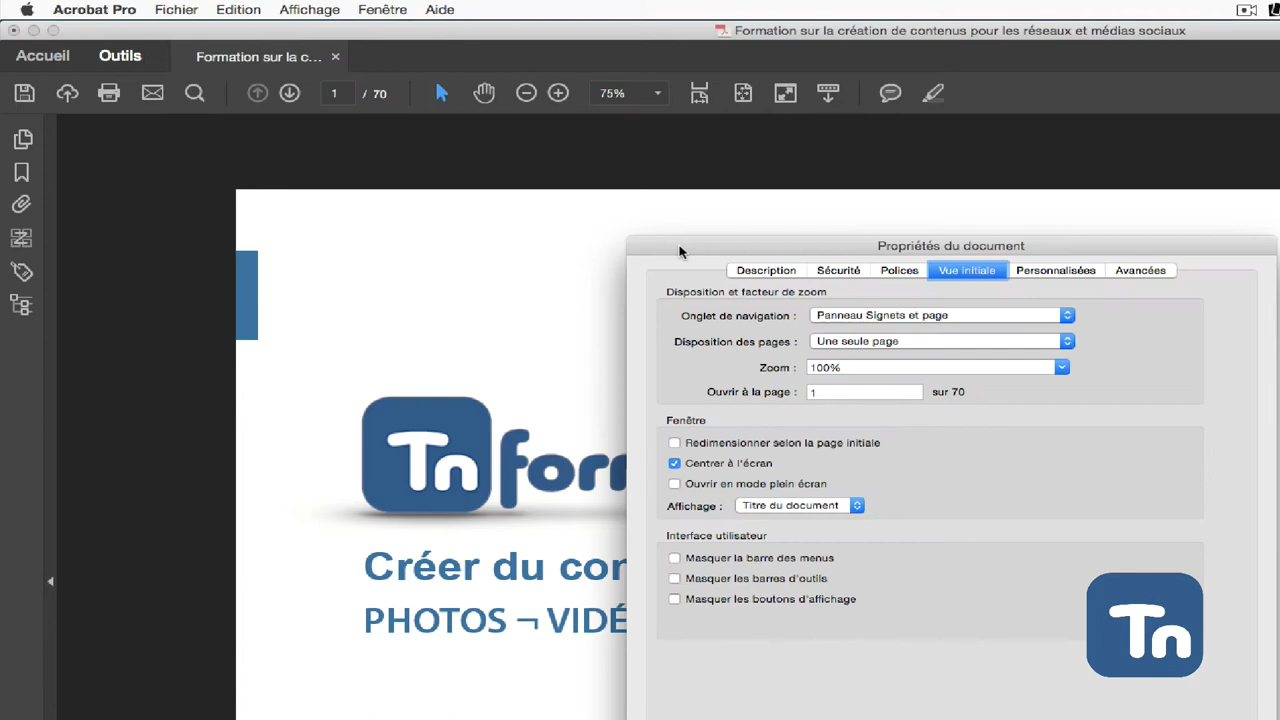 Acrobat Pro Fichier Edition Affichage Fenêtre Aide
Formation sur la création de contenus pour les réseaux et médias sociaux
Accueil Outils Formation sur la c... ×
1 / 70 75%
Propriétés du document
Description Sécurité Polices Vue initiale Personnalisées Avancées
Disposition et facteur de zoom
Onglet de navigation : Panneau Signets et page
Disposition des pages : Une seule page
Zoom : 100%
Ouvrir à la page : 1 sur 70
Fenêtre
Redimensionner selon la page initiale
Centrer à l'écran
Ouvrir en mode plein écran
Affichage : Titre du document
Interface utilisateur
Masquer la barre des menus
Masquer les barres d'outils
Masquer les boutons d'affichage
Tn form
Créer du con
PHOTOS ¬ VIDÉ
Tn